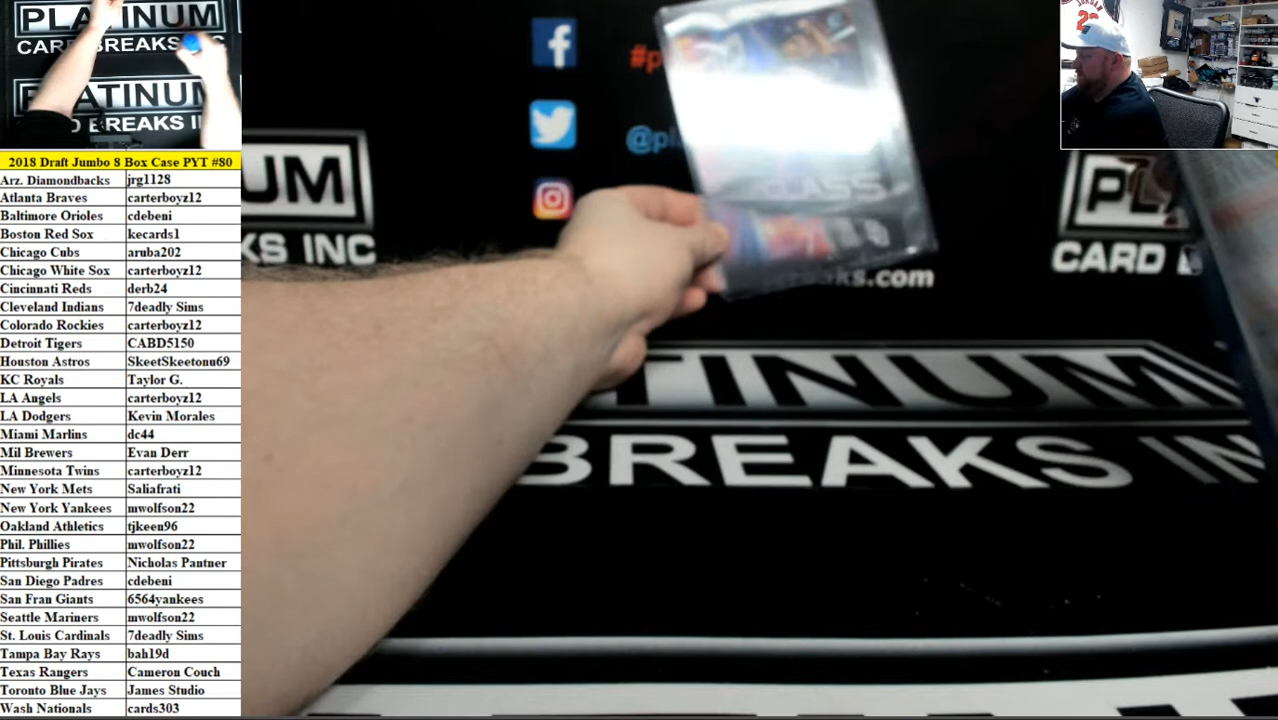 PLATINUM
CARD BREAKS
PLATINUM
D BREAKS I
2018 Draft Jumbo 8 Box Case PYT #80
Arz. Diamondbacks jrg1128
Atlanta Braves carterboyz12
Baltimore Orioles cdebeni
Boston Red Sox kecards1
Chicago Cubs aruba202
Chicago White Sox carterboyz12
Cincinnati Reds derb24
Cleveland Indians 7deadly Sims
Colorado Rockies carterboyz12
Detroit Tigers CABD5150
Houston Astros SkeetSkeetonu69
KC Royals Taylor G.
LA Angels carterboyz12
LA Dodgers Kevin Morales
Miami Marlins dc44
Mil Brewers Evan Derr
Minnesota Twins carterboyz12
New York Mets Saliafrati
New York Yankees mwolfson22
Oakland Athletics tjkeen96
Phil. Phillies mwolfson22
Pittsburgh Pirates Nicholas Pantner
San Diego Padres cdebeni
San Fran Giants 6564yankees
Seattle Mariners mwolfson22
St. Louis Cardinals 7deadly Sims
Tampa Bay Rays bah19d
Texas Rangers Cameron Couch
Toronto Blue Jays James Studio
Wash Nationals cards303
UM
KS INC
#p
@pl
CLASS
aks.com
PL
CARD
TINUM
BREAKS IN
JORDAN